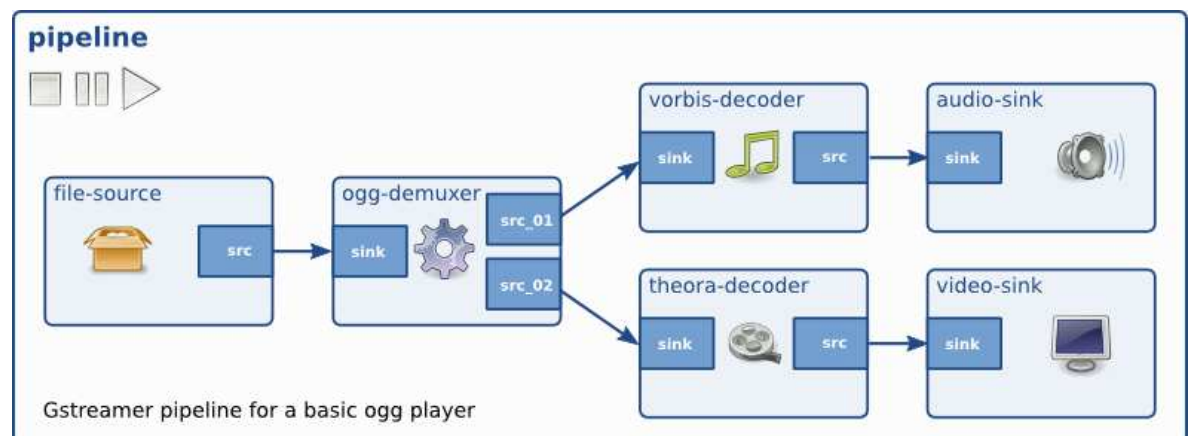 pipeline
file-source
src
ogg-demuxer
sink
src_01
src_02
vorbis-decoder
sink
src
audio-sink
sink
theora-decoder
sink
src
video-sink
sink
Gstreamer pipeline for a basic ogg player